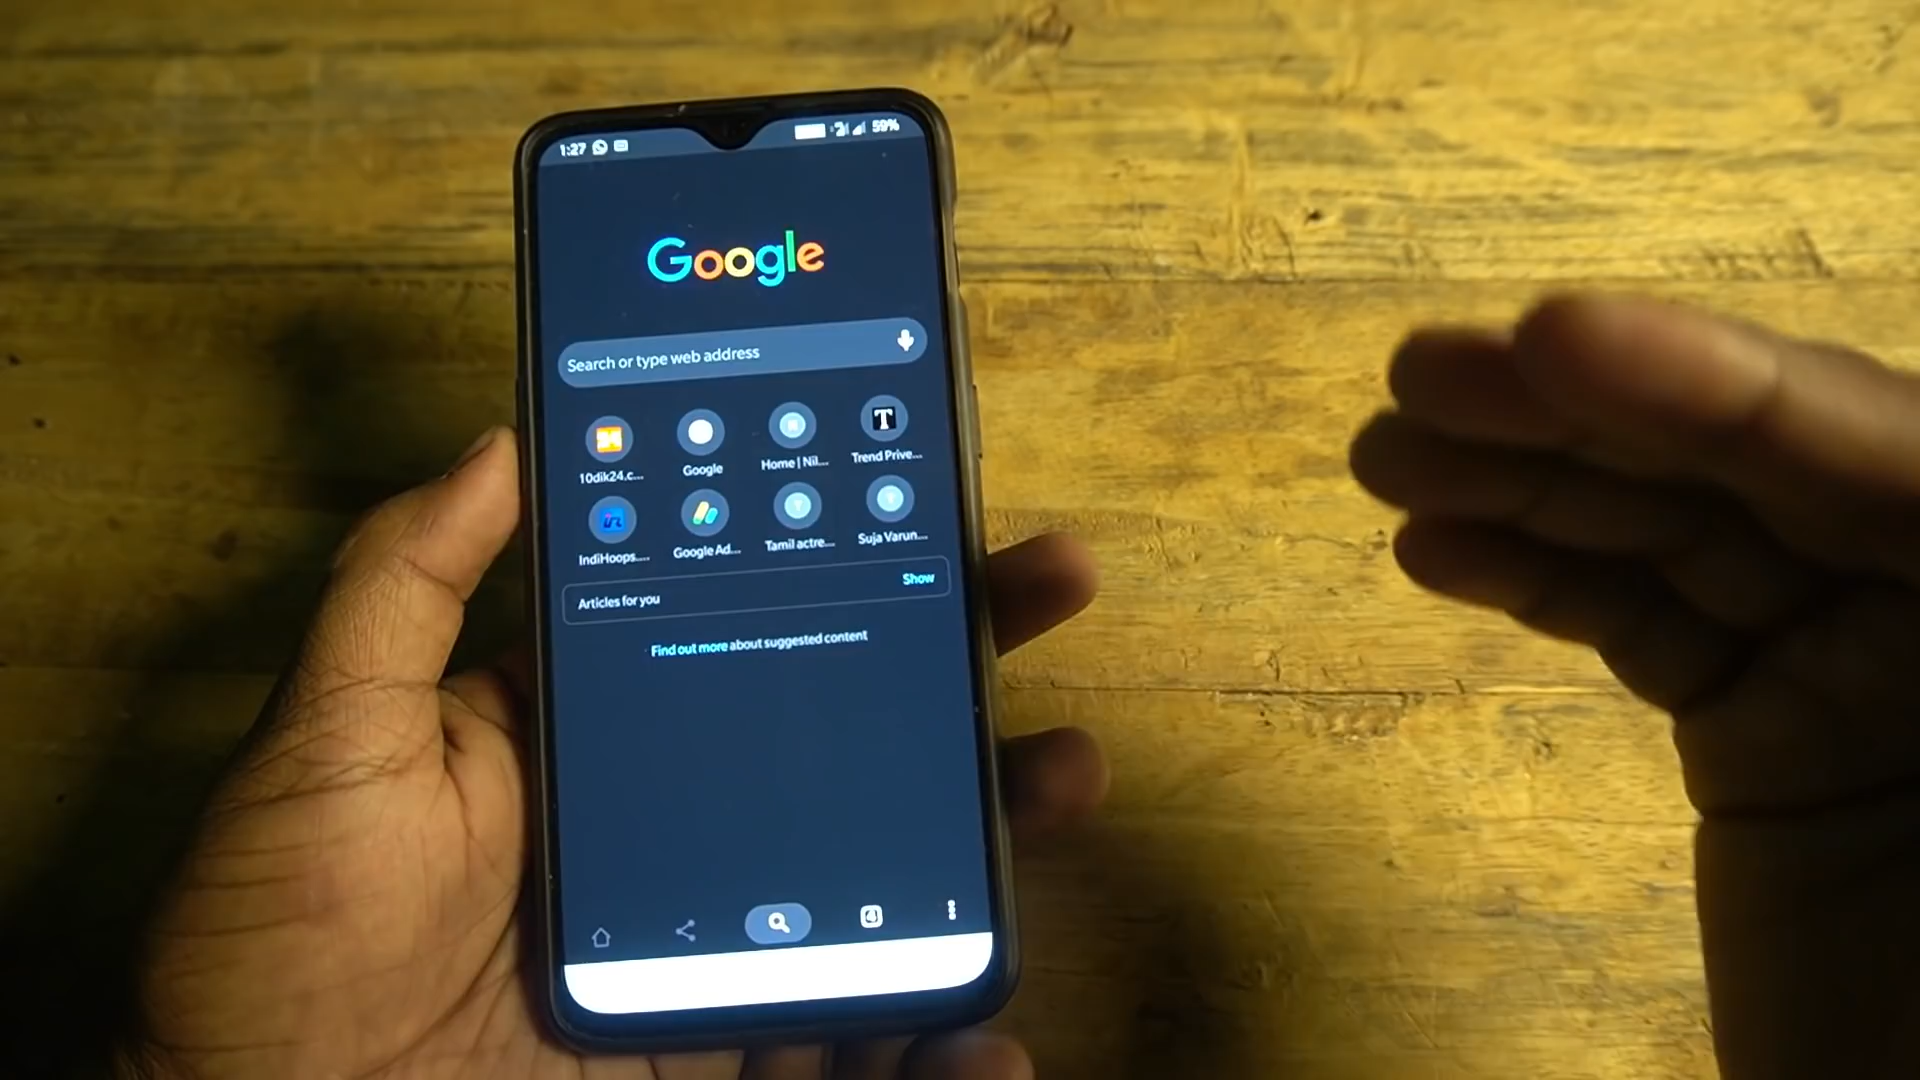 1:27 59%
Google
Search or type web address
10dik24.c... Google Home | Nil... Trend Prive...
IndiHoops.... Google Ad... Tamil actre... Suja Varun...
Articles for you Show
Find out more about suggested content